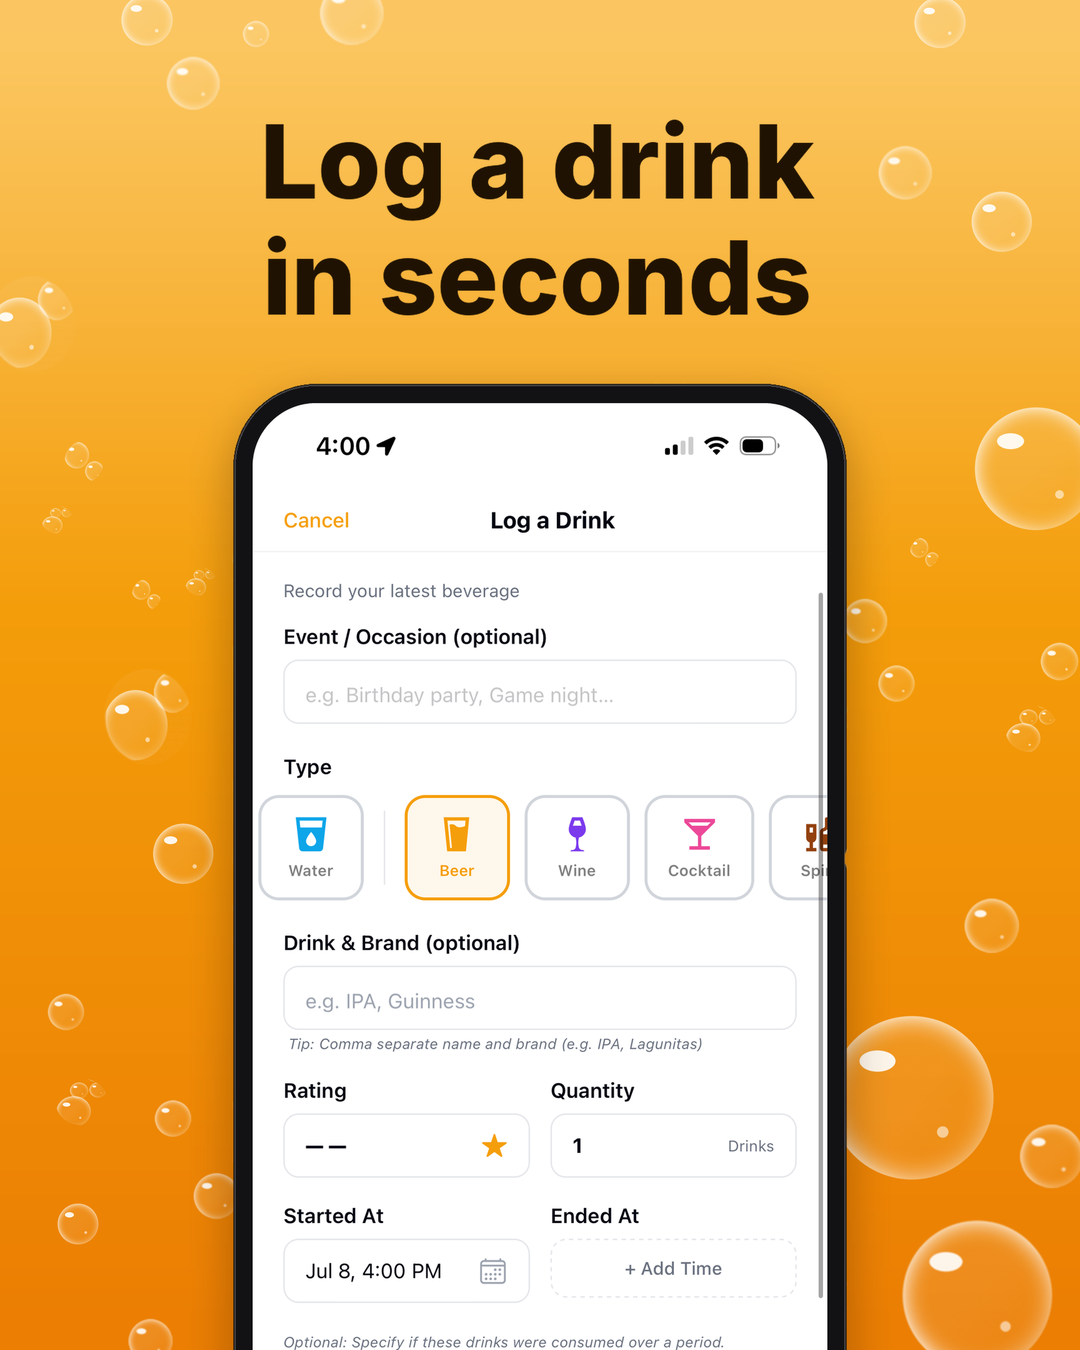 Log a drink
in seconds
4:00
Cancel
Log a Drink
Record your latest beverage
Event / Occasion (optional)
e.g. Birthday party, Game night...
Type
Water
Beer
Wine
Cocktail
Drink & Brand (optional)
e.g. IPA, Guinness
Tip: Comma separate name and brand (e.g. IPA, Lagunitas)
Rating
Quantity
——
1
Drinks
Started At
Ended At
Jul 8, 4:00 PM
+ Add Time
Optional: Specify if these drinks were consumed over a period.